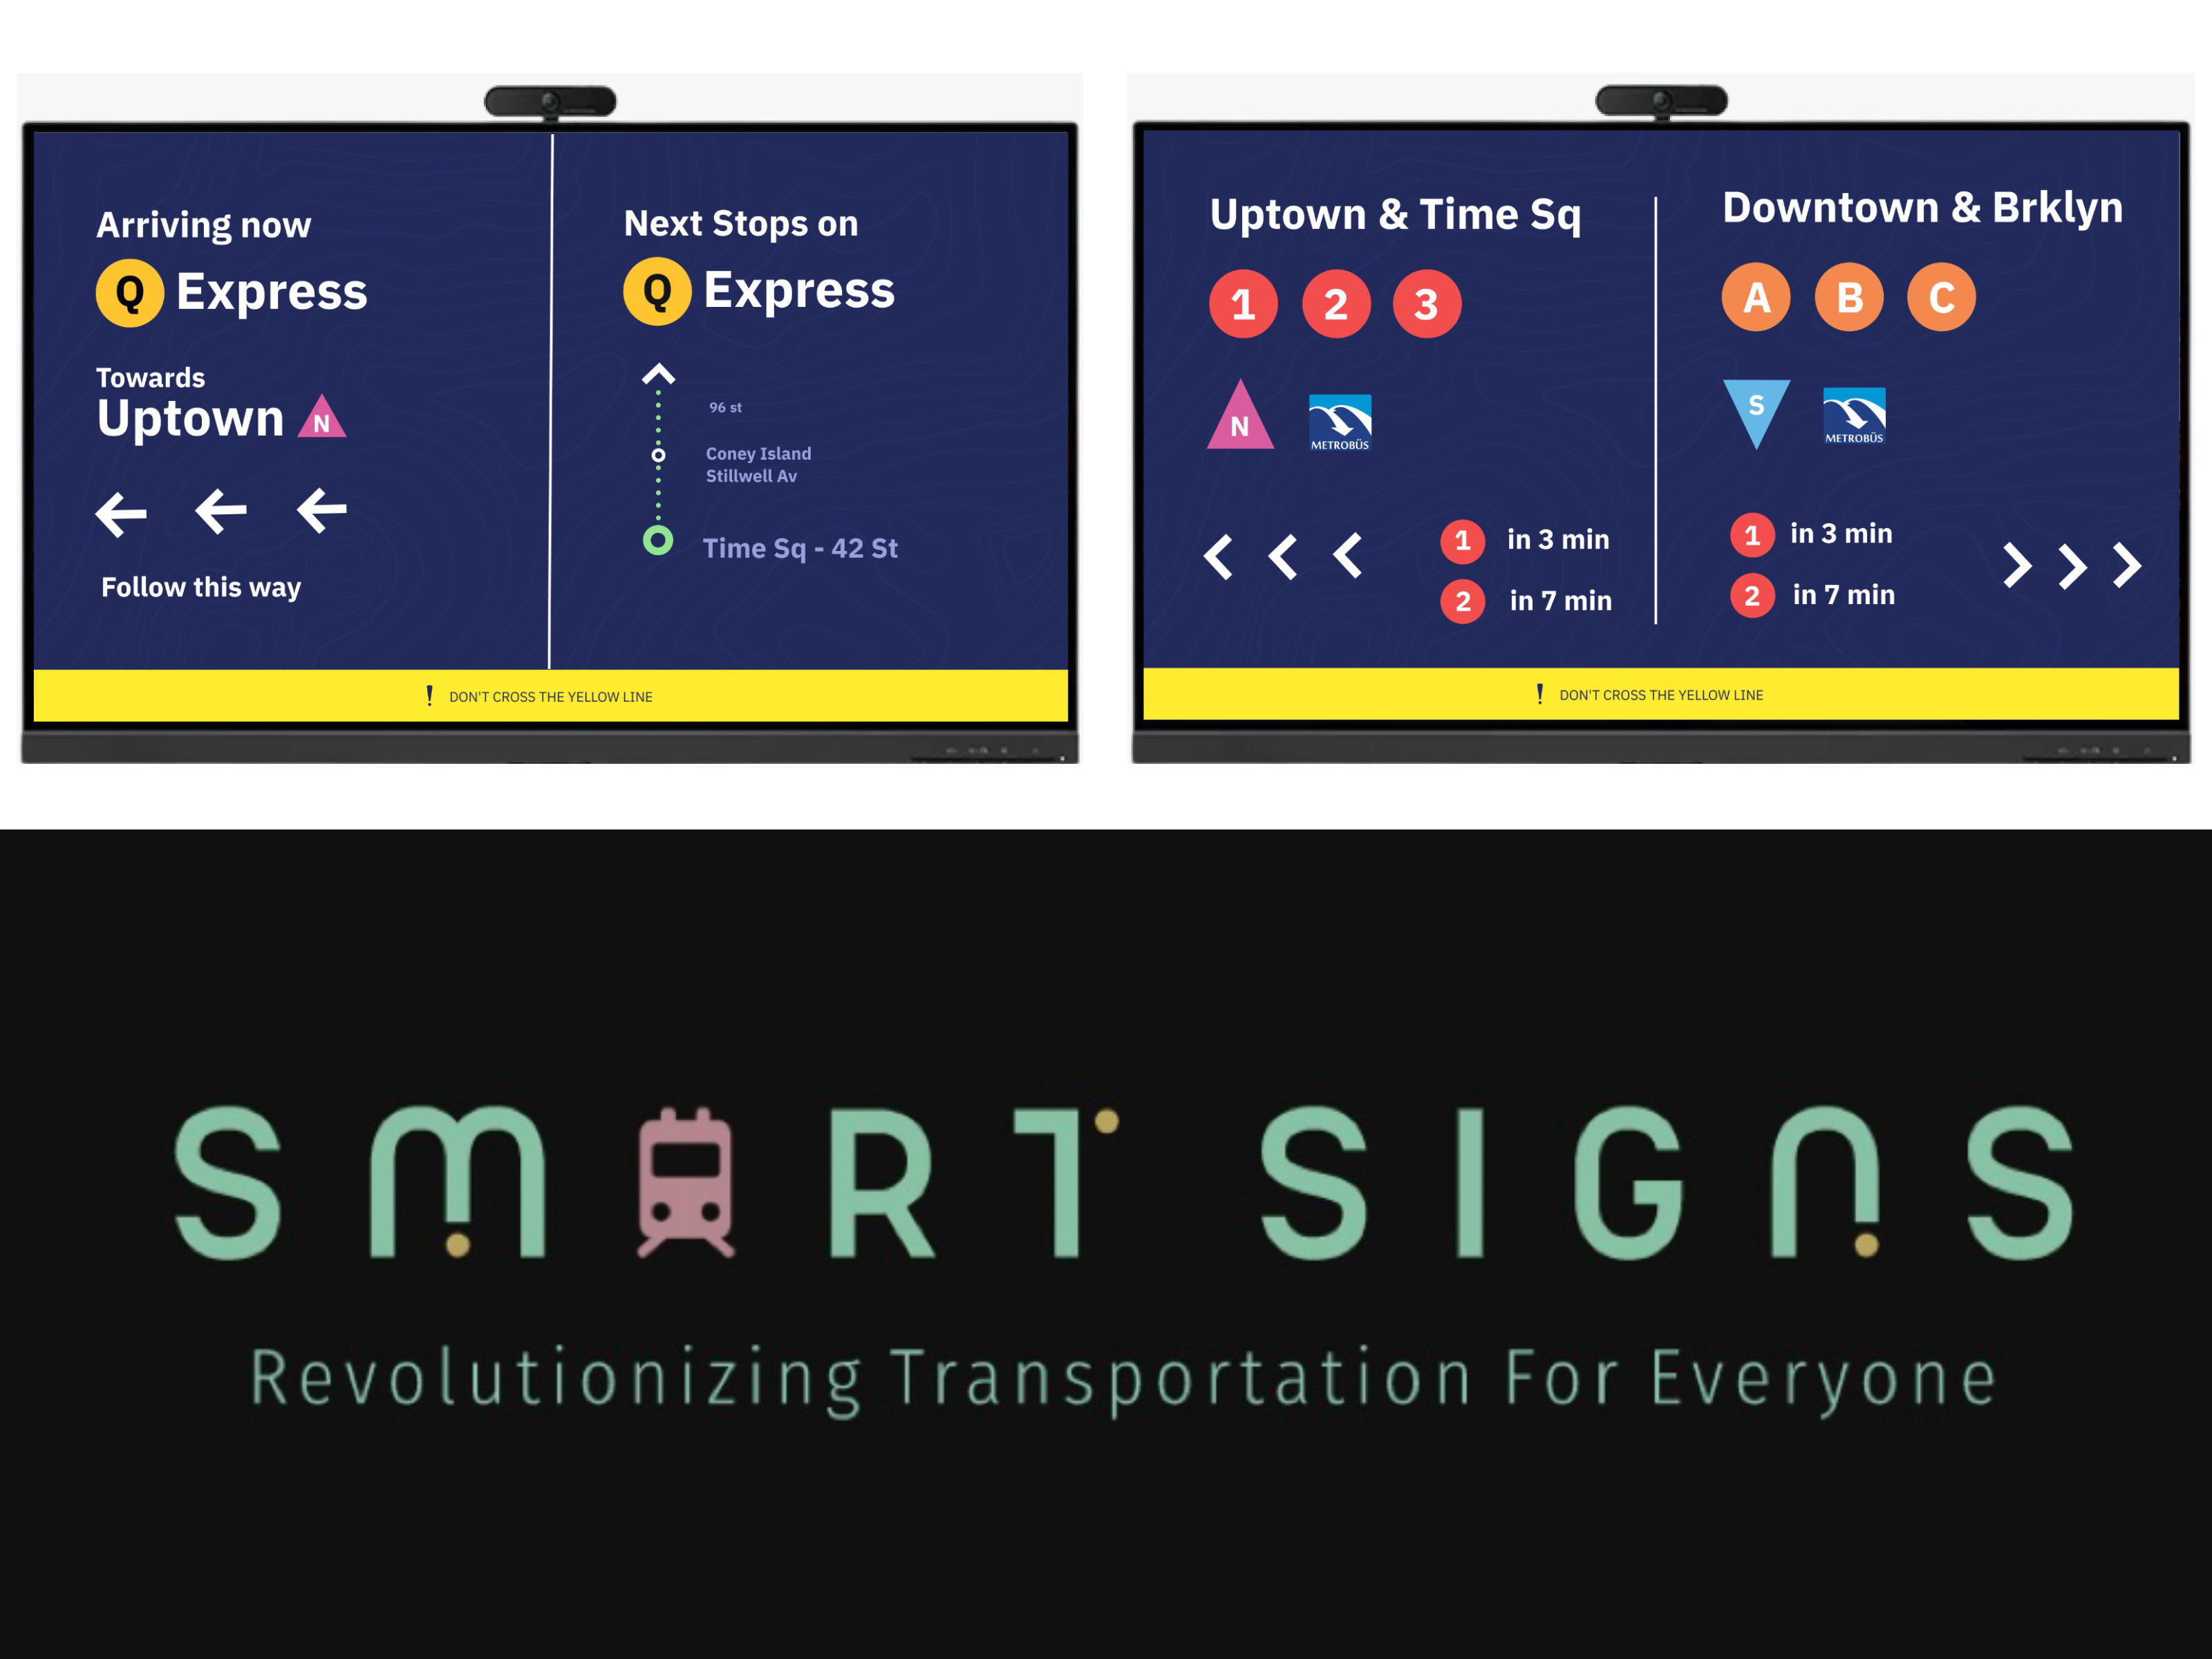 Arriving now
Q Express
Towards
Uptown N
Follow this way
Next Stops on
Q Express
96 st
Coney Island
Stillwell Av
Time Sq - 42 St
! DON'T CROSS THE YELLOW LINE
Uptown & Time Sq
1 2 3
N METROBÜS
1 in 3 min
2 in 7 min
Downtown & Brklyn
A B C
S METROBÜS
1 in 3 min
2 in 7 min
! DON'T CROSS THE YELLOW LINE
SMART SIGNS
Revolutionizing Transportation For Everyone